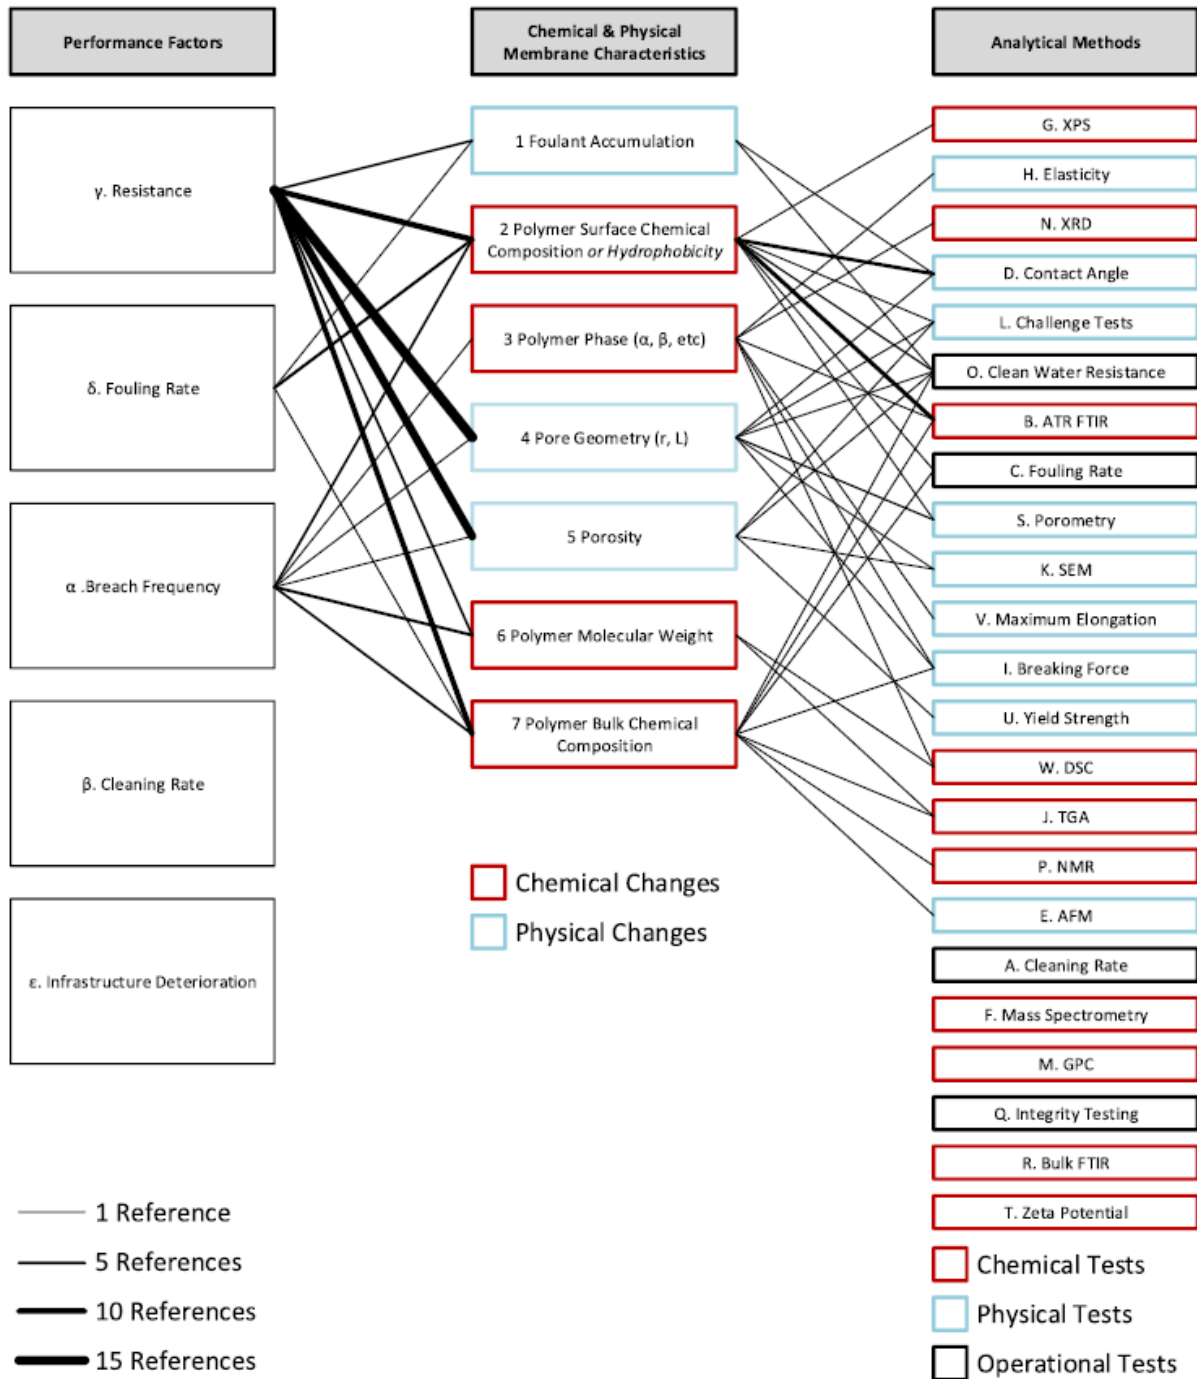 Performance Factors
Chemical & Physical
Membrane Characteristics
Analytical Methods
γ. Resistance
δ. Fouling Rate
α .Breach Frequency
β. Cleaning Rate
ε. Infrastructure Deterioration
1 Foulant Accumulation
2 Polymer Surface Chemical
Composition or Hydrophobicity
3 Polymer Phase (α, β, etc)
4 Pore Geometry (r, L)
5 Porosity
6 Polymer Molecular Weight
7 Polymer Bulk Chemical
Composition
Chemical Changes
Physical Changes
G. XPS
H. Elasticity
N. XRD
D. Contact Angle
L. Challenge Tests
O. Clean Water Resistance
B. ATR FTIR
C. Fouling Rate
S. Porometry
K. SEM
V. Maximum Elongation
I. Breaking Force
U. Yield Strength
W. DSC
J. TGA
P. NMR
E. AFM
A. Cleaning Rate
F. Mass Spectrometry
M. GPC
Q. Integrity Testing
R. Bulk FTIR
T. Zeta Potential
1 Reference
5 References
10 References
15 References
Chemical Tests
Physical Tests
Operational Tests